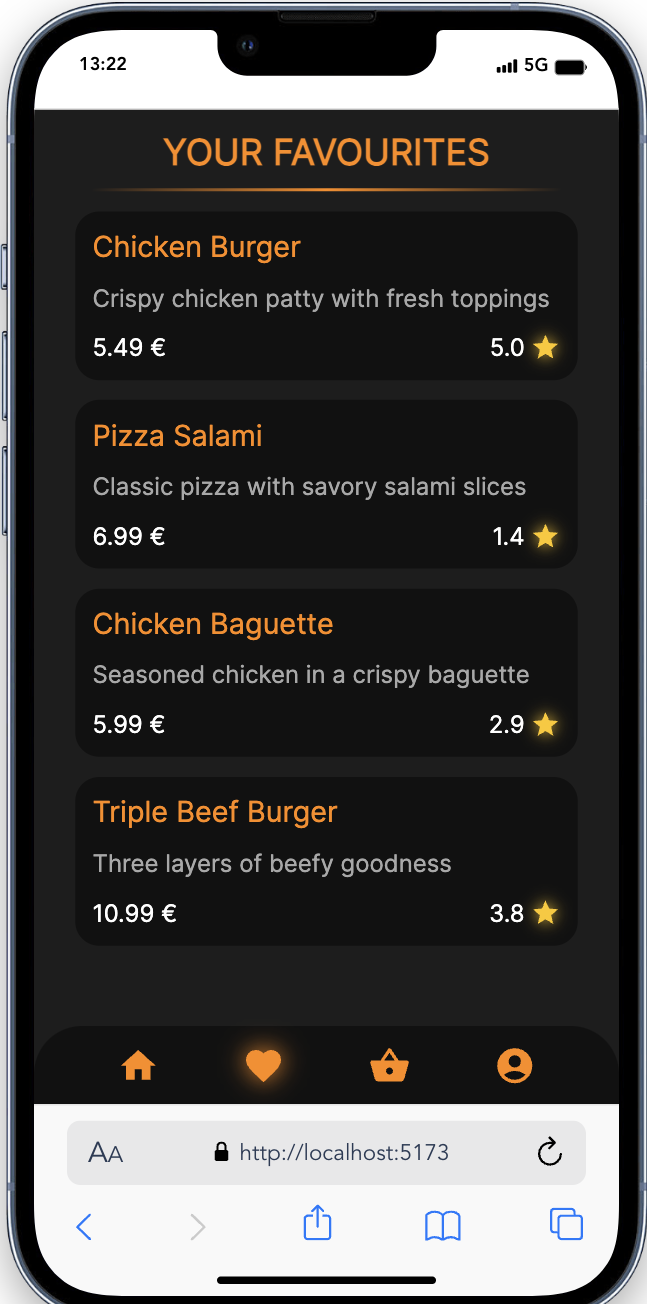 13:22
5G
YOUR FAVOURITES
Chicken Burger
Crispy chicken patty with fresh toppings
5.49 € 5.0
Pizza Salami
Classic pizza with savory salami slices
6.99 € 1.4
Chicken Baguette
Seasoned chicken in a crispy baguette
5.99 € 2.9
Triple Beef Burger
Three layers of beefy goodness
10.99 € 3.8
AA http://localhost:5173